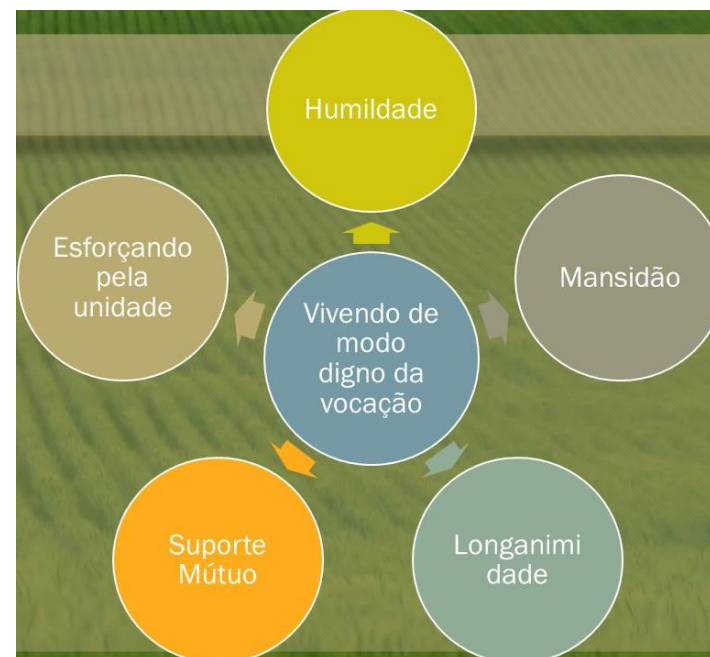 Humildade
Mansidão
Longanimi
dade
Suporte
Mútuo
Esforçando
pela
unidade
Vivendo de
modo
digno da
vocação